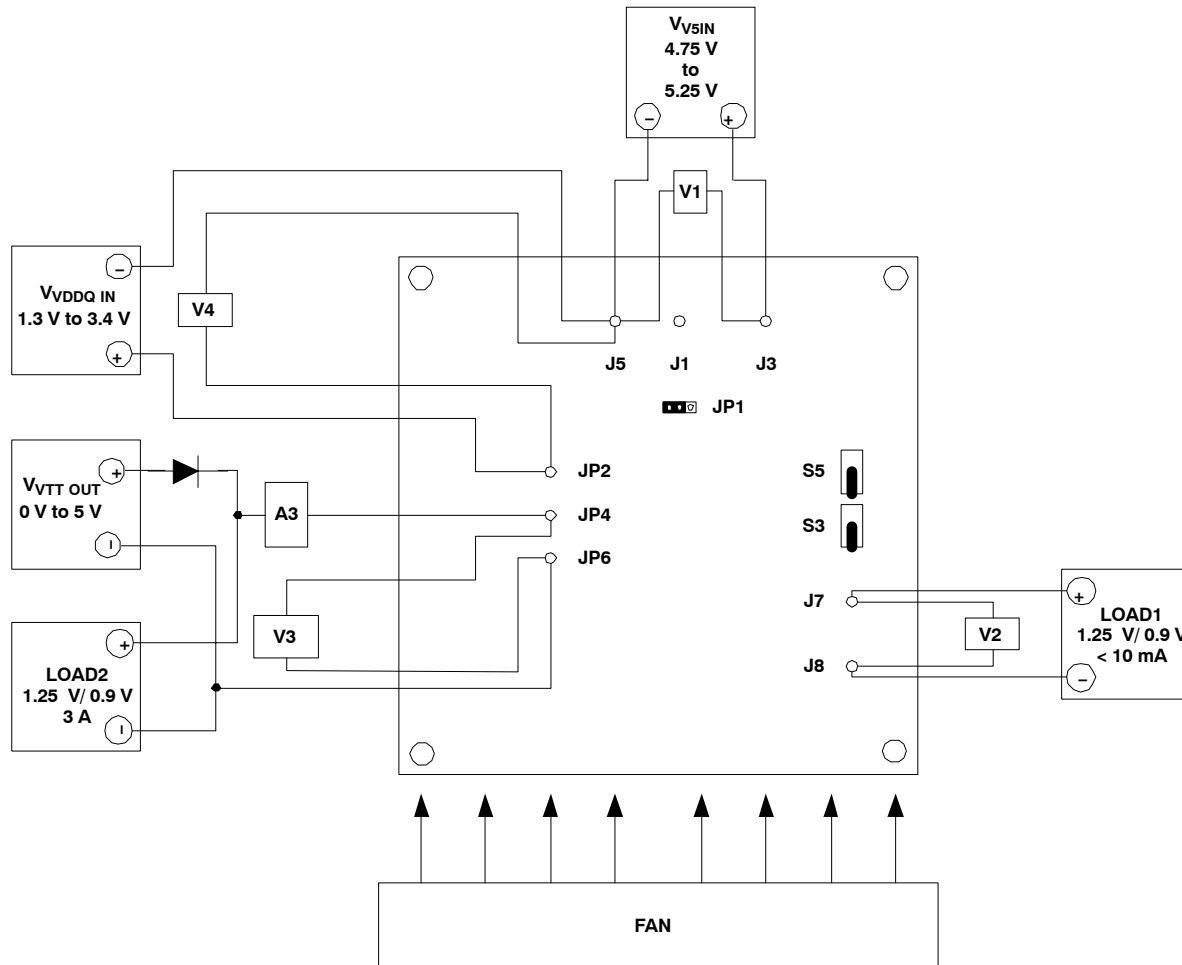 VV5IN
4.75 V
to
5.25 V
−
+
V1
−
VVDDQ IN
1.3 V to 3.4 V
+
V4
J5
J1
J3
JP1
+
VVTT OUT
0 V to 5 V
−
A3
JP2
JP4
JP6
S5
S3
V3
+
LOAD2
1.25 V/ 0.9 V
3 A
−
J7
J8
V2
+
LOAD1
1.25 V/ 0.9 V
< 10 mA
−
FAN